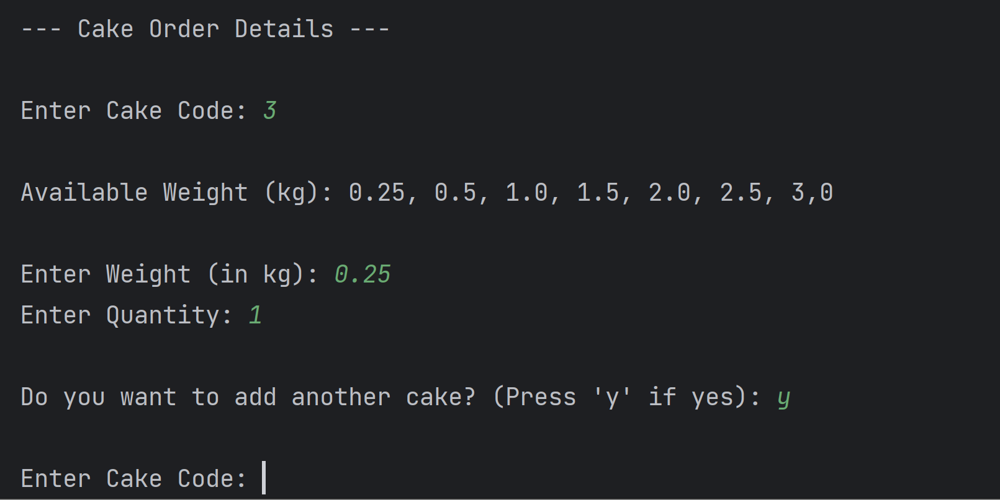 --- Cake Order Details ---
Enter Cake Code: 3
Available Weight (kg): 0.25, 0.5, 1.0, 1.5, 2.0, 2.5, 3,0
Enter Weight (in kg): 0.25
Enter Quantity: 1
Do you want to add another cake? (Press 'y' if yes): y
Enter Cake Code: